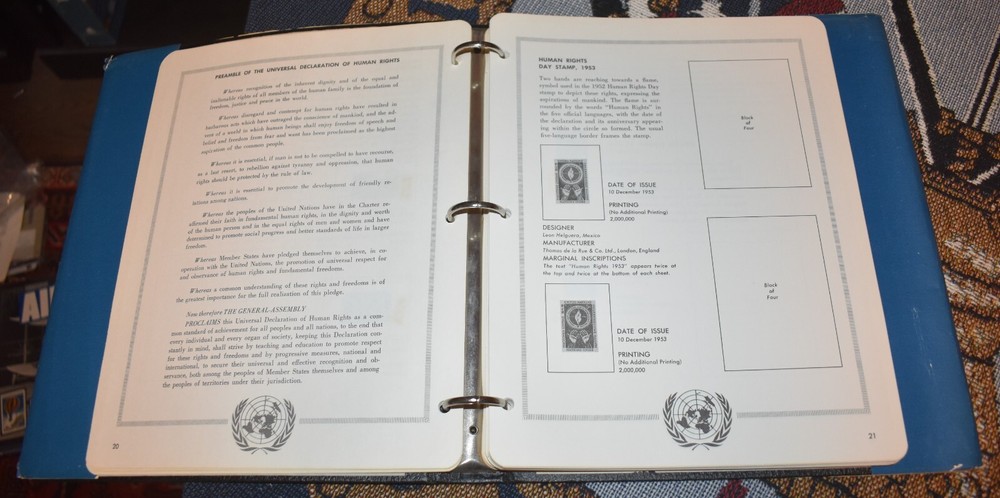 PREAMBLE OF THE UNIVERSAL DECLARATION OF HUMAN RIGHTS
Whereas recognition of the inherent dignity and of the equal and
inalienable rights of all members of the human family is the foundation of
freedom, justice and peace in the world.
Whereas disregard and contempt for human rights have resulted in
barbarous acts which have outraged the conscience of mankind, and the ad-
vent of a world in which human beings shall enjoy freedom of speech and
belief and freedom from fear and want has been proclaimed as the highest
aspiration of the common people.
Whereas it is essential, if man is not to be compelled to have recourse,
as a last resort, to rebellion against tyranny and oppression, that human
rights should be protected by the rule of law.
Whereas it is essential to promote the development of friendly re-
lations among nations.
Whereas the peoples of the United Nations have in the Charter re-
affirmed their faith in fundamental human rights, in the dignity and worth
of the human person and in the equal rights of men and women and have
determined to promote social progress and better standards of life in larger
freedom.
Whereas Member States have pledged themselves to achieve, in co-
operation with the United Nations, the promotion of universal respect for
and observance of human rights and fundamental freedoms.
Whereas a common understanding of these rights and freedoms is of
the greatest importance for the full realisation of this pledge.
Now therefore THE GENERAL ASSEMBLY
PROCLAIMS this Universal Declaration of Human Rights as a com-
mon standard of achievement for all peoples and all nations, to the end that
every individual and every organ of society, keeping this Declaration con-
stantly in mind, shall strive by teaching and education to promote respect
for these rights and freedoms and by progressive measures, national and
international, to secure their universal and effective recognition and ob-
servance, both among the peoples of Member States themselves and among
the peoples of territories under their jurisdiction.
20
HUMAN RIGHTS
DAY STAMP, 1953
Two hands are reaching towards a flame,
symbol used in the 1952 Human Rights Day
stamp to depict these rights, expressing the
aspirations of mankind. The flame is sur-
rounded by the words "Human Rights" in
the five official languages, with the date of
the declaration and its anniversary appear-
ing within the circle so formed. The usual
five-language border frames the stamp.
DATE OF ISSUE
10 December 1953
PRINTING
(No Additional Printing)
2,000,000
DESIGNER
Leon Helguera, Mexico
MANUFACTURER
Thomas de la Rue & Co. Ltd., London, England
MARGINAL INSCRIPTIONS
The text "Human Rights 1953" appears twice at
the top and twice at the bottom of each sheet.
DATE OF ISSUE
10 December 1953
PRINTING
(No Additional Printing)
2,000,000
Block
of
Four
Block
of
Four
21